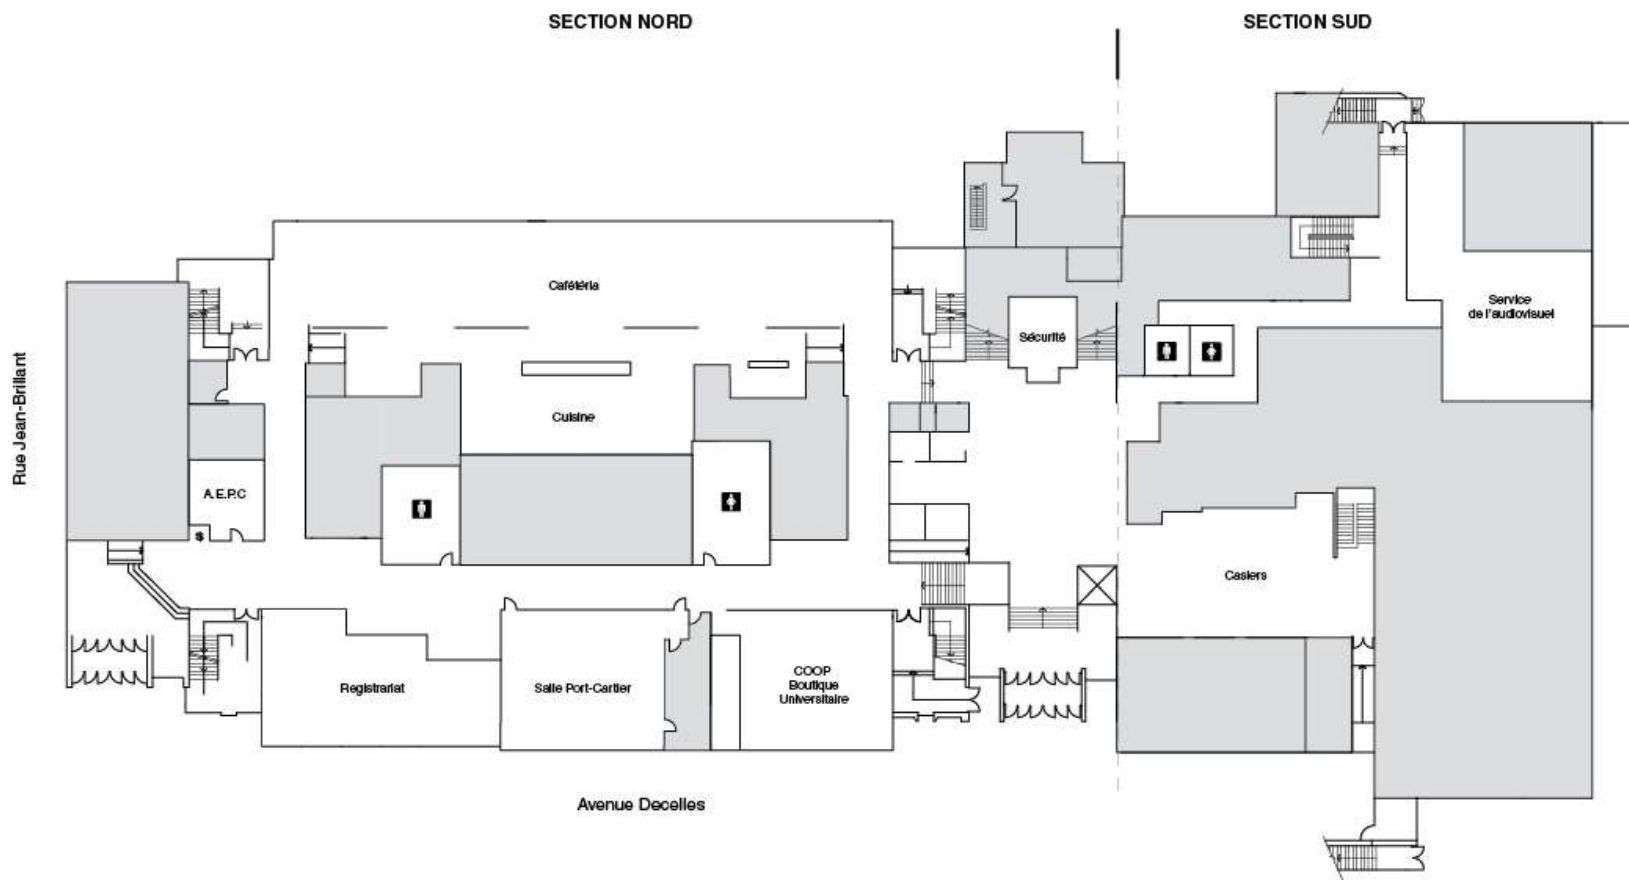 SECTION NORD
SECTION SUD
Rue Jean-Brillant
Cafétéria
Sécurité
Service
de l'audiovisuel
Cuisine
A.E.P.C
$
Casiers
Registrariat
Salle Port-Cartier
COOP
Boutique
Universitaire
Avenue Decelles